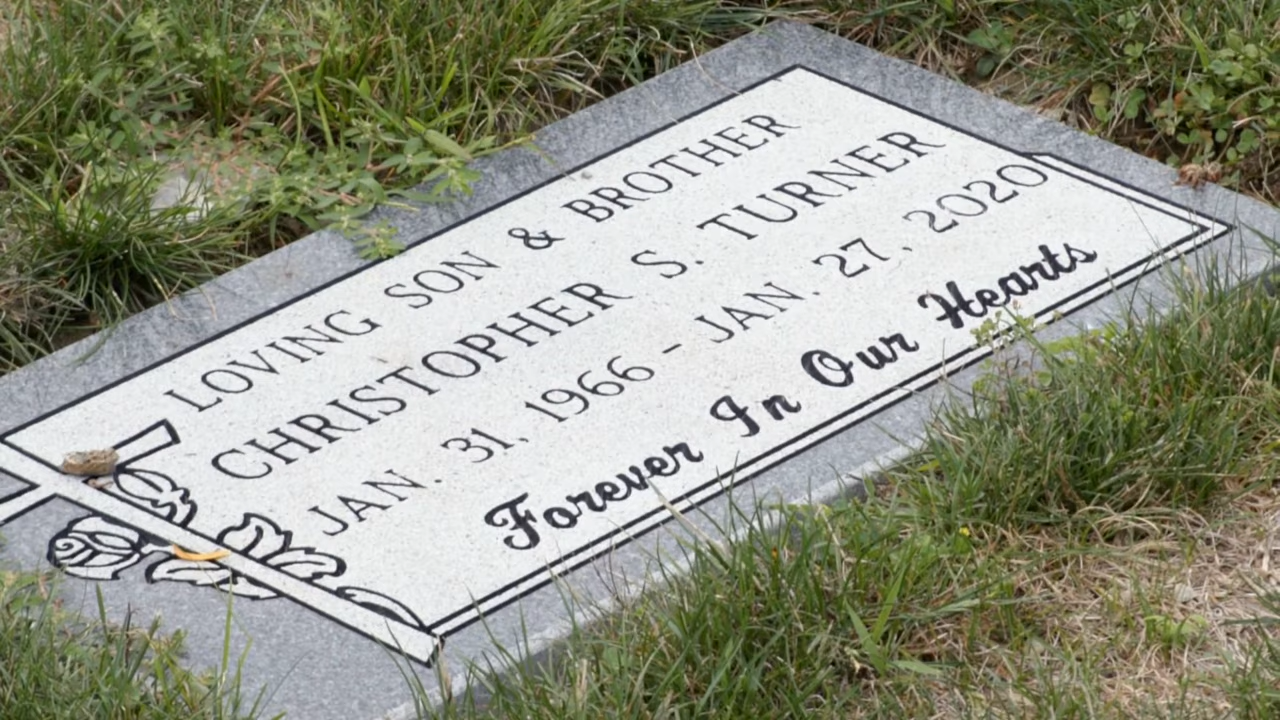 LOVING SON & BROTHER
CHRISTOPHER S. TURNER
JAN. 31, 1966 - JAN. 27, 2020
Forever In Our Hearts